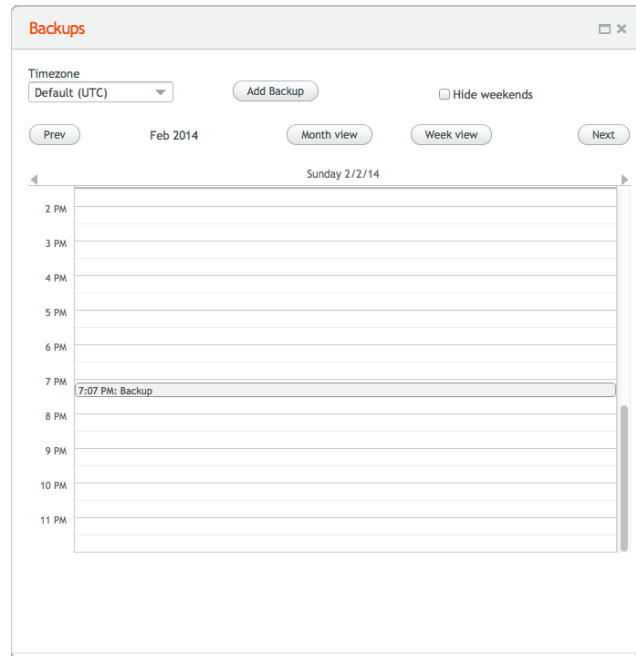 Backups
Timezone
Default (UTC)
Add Backup
Hide weekends
Prev
Feb 2014
Month view
Week view
Next
Sunday 2/2/14
2 PM
3 PM
4 PM
5 PM
6 PM
7 PM
7:07 PM: Backup
8 PM
9 PM
10 PM
11 PM